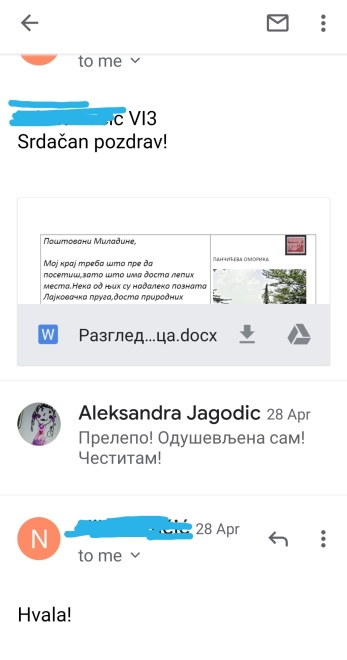 to me
VI3
Srdačan pozdrav!
Поштовани Миладине,
Мој крај треба што пре да
посетиш,зато што има доста лепих
места.Нека од њих су надалеко позната
Лајковачка пруга,доста природних
ПАНЧИЋЕВА ОМОРИКА
W
Разглед...ца.docx
Aleksandra Jagodic 28 Apr
Прелепо! Одушевљена сам!
Честитам!
N
28 Apr
to me
Hvala!